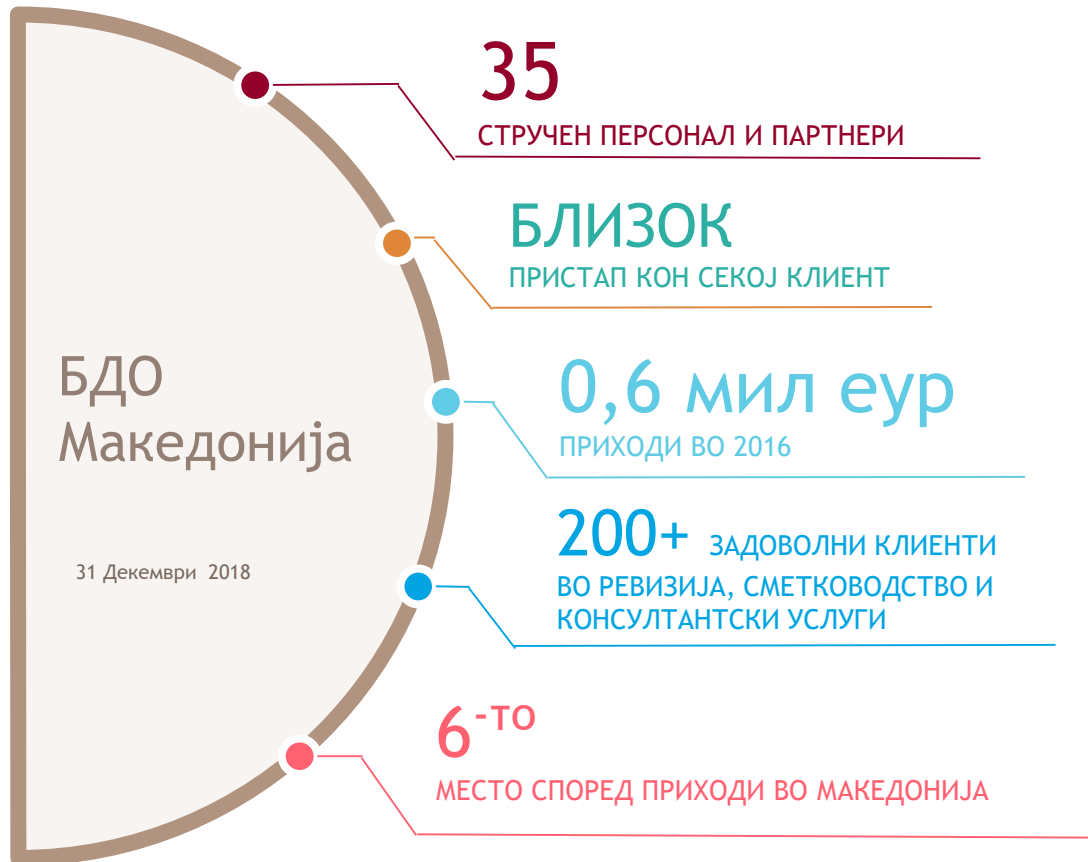 БДО
Македонија
31 Декември 2018
35
СТРУЧЕН ПЕРСОНАЛ И ПАРТНЕРИ
БЛИЗОК
ПРИСТАП КОН СЕКОЈ КЛИЕНТ
0,6 мил еур
ПРИХОДИ ВО 2016
200+ ЗАДОВОЛНИ КЛИЕНТИ
ВО РЕВИЗИЈА, СМЕТКОВОДСТВО И
КОНСУЛТАНТСКИ УСЛУГИ
6-ТО
МЕСТО СПОРЕД ПРИХОДИ ВО МАКЕДОНИЈА